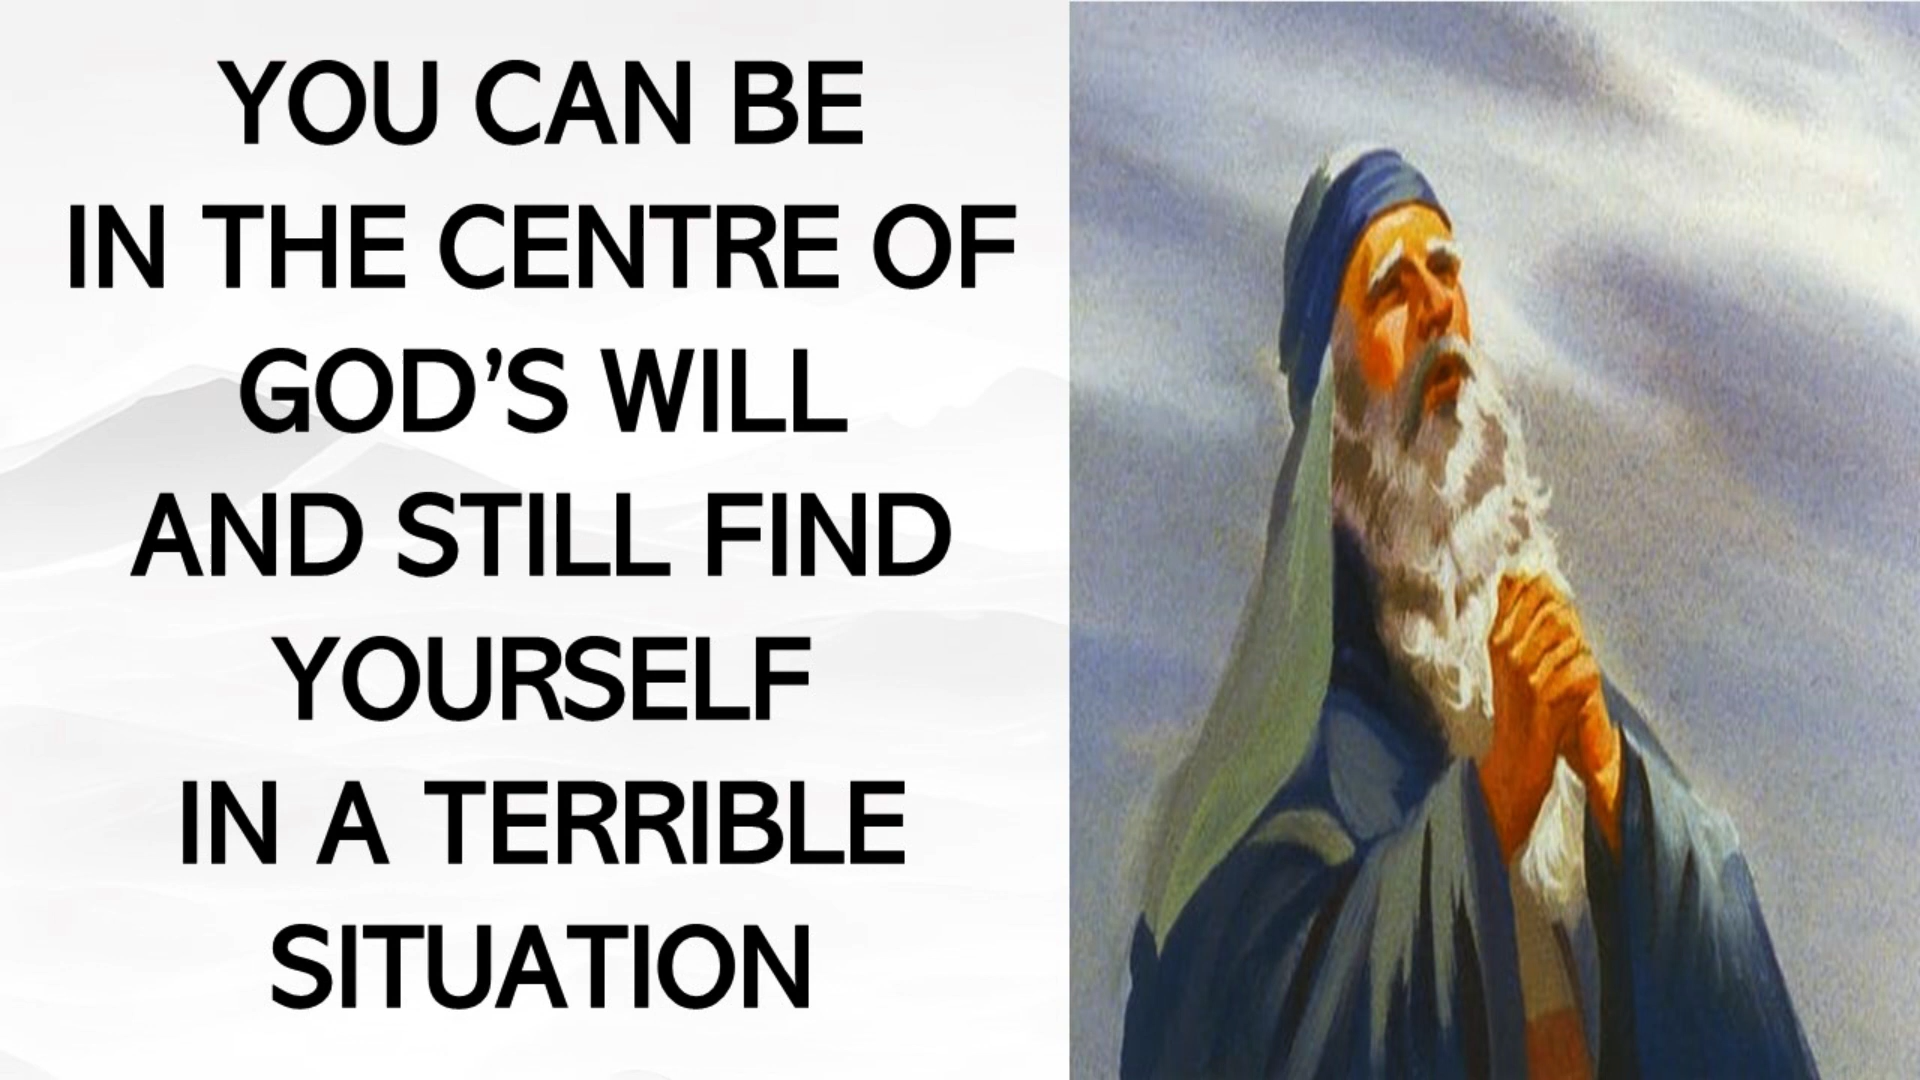 YOU CAN BE
IN THE CENTRE OF
GOD’S WILL
AND STILL FIND
YOURSELF
IN A TERRIBLE
SITUATION